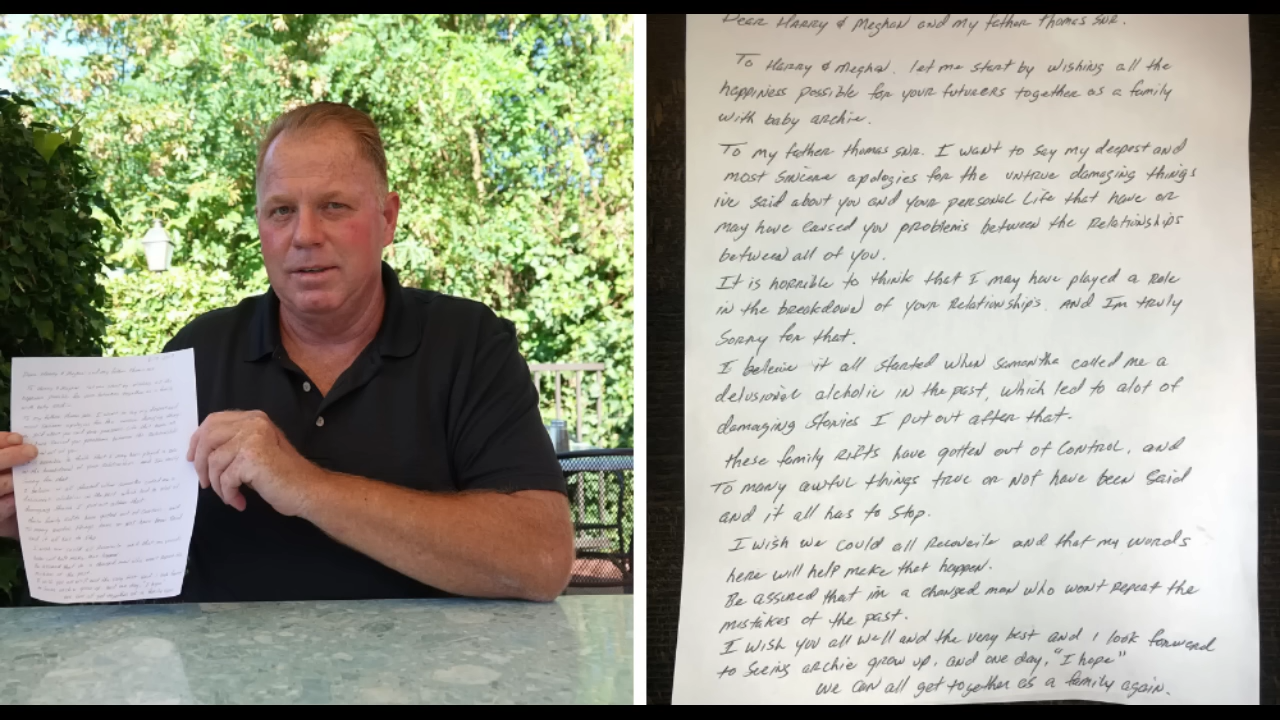 Dear Harry & Meghan and my father Thomas SNR.
To Harry & Meghan. let me start by wishing all the
happiness possible for your futurers together as a family
with baby archie.
To my father Thomas SNR. I want to say my deepest and
most sincere apologies for the untrue damaging things
ive said about you and your personal life that have or
may have caused you problems between the Relationships
between all of you.
It is horrible to think that I may have played a Role
in the breakdown of your Relationship's and Im truly
Sorry for that.
I beleive it all started when Samantha called me a
delusional alcholic in the past, which led to alot of
damaging stories I put out after that.
these family Rifts have gotten out of control, and
To many awful things true or not have been said
and it all has to stop.
I wish we could all Reconcile and that my words
here will help make that happen.
Be assured that im a changed man who wont repeat the
mistakes of the past.
I wish you all well and the very best and I look forward
to seeing archie grow up. and one day, "I hope"
we can all get together as a family again.